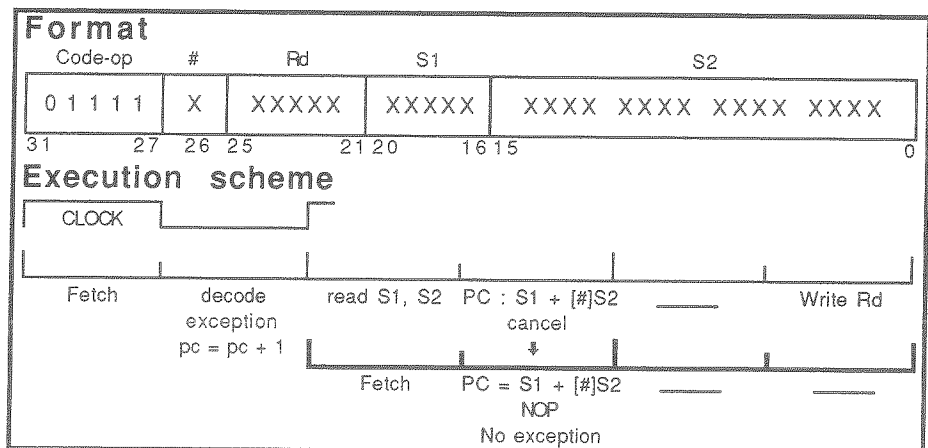 Format
Code-op # Rd S1 S2
0 1 1 1 1 X XXXXX XXXXX XXXX XXXX XXXX XXXX
31 27 26 25 21 20 16 15 0
Execution scheme
CLOCK
Fetch decode read S1, S2 PC : S1 + [#]S2 Write Rd
exception cancel
pc = pc + 1
Fetch PC = S1 + [#]S2
NOP
No exception